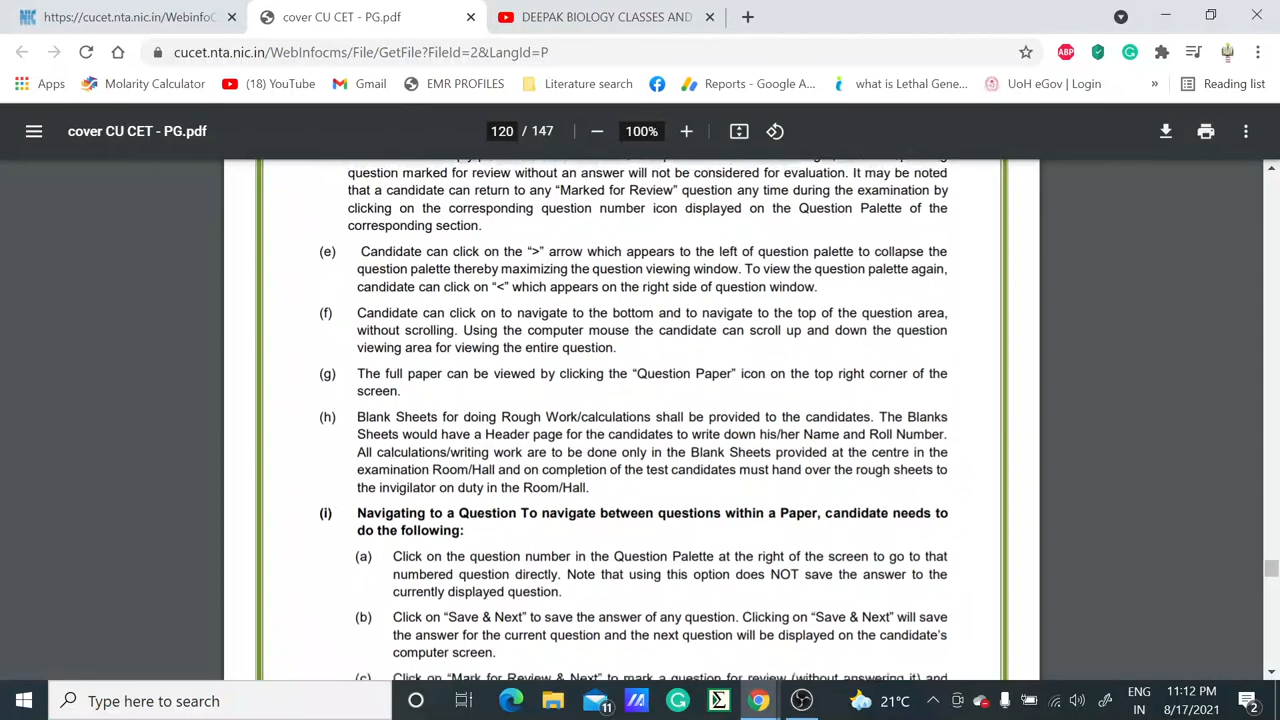 https://cucet.nta.nic.in/WebinfoC
cover CU CET - PG.pdf
DEEPAK BIOLOGY CLASSES AND
cucet.nta.nic.in/WebInfocms/File/GetFile?FileId=2&LangId=P
Apps
Molarity Calculator
(18) YouTube
Gmail
EMR PROFILES
Literature search
Reports - Google A...
what is Lethal Gene...
UoH eGov | Login
»
Reading list
cover CU CET - PG.pdf
120 / 147
100%
question marked for review without an answer will not be considered for evaluation. It may be noted
that a candidate can return to any “Marked for Review” question any time during the examination by
clicking on the corresponding question number icon displayed on the Question Palette of the
corresponding section.
(e) Candidate can click on the “>” arrow which appears to the left of question palette to collapse the
question palette thereby maximizing the question viewing window. To view the question palette again,
candidate can click on “<” which appears on the right side of question window.
(f) Candidate can click on to navigate to the bottom and to navigate to the top of the question area,
without scrolling. Using the computer mouse the candidate can scroll up and down the question
viewing area for viewing the entire question.
(g) The full paper can be viewed by clicking the “Question Paper” icon on the top right corner of the
screen.
(h) Blank Sheets for doing Rough Work/calculations shall be provided to the candidates. The Blanks
Sheets would have a Header page for the candidates to write down his/her Name and Roll Number.
All calculations/writing work are to be done only in the Blank Sheets provided at the centre in the
examination Room/Hall and on completion of the test candidates must hand over the rough sheets to
the invigilator on duty in the Room/Hall.
(i) Navigating to a Question To navigate between questions within a Paper, candidate needs to
do the following:
(a) Click on the question number in the Question Palette at the right of the screen to go to that
numbered question directly. Note that using this option does NOT save the answer to the
currently displayed question.
(b) Click on “Save & Next” to save the answer of any question. Clicking on “Save & Next” will save
the answer for the current question and the next question will be displayed on the candidate’s
computer screen.
(c) Click on “Mark for Review & Next” to mark a question for review (without answering it) and
Type here to search
11
21°C
ENG
IN
11:12 PM
8/17/2021
2